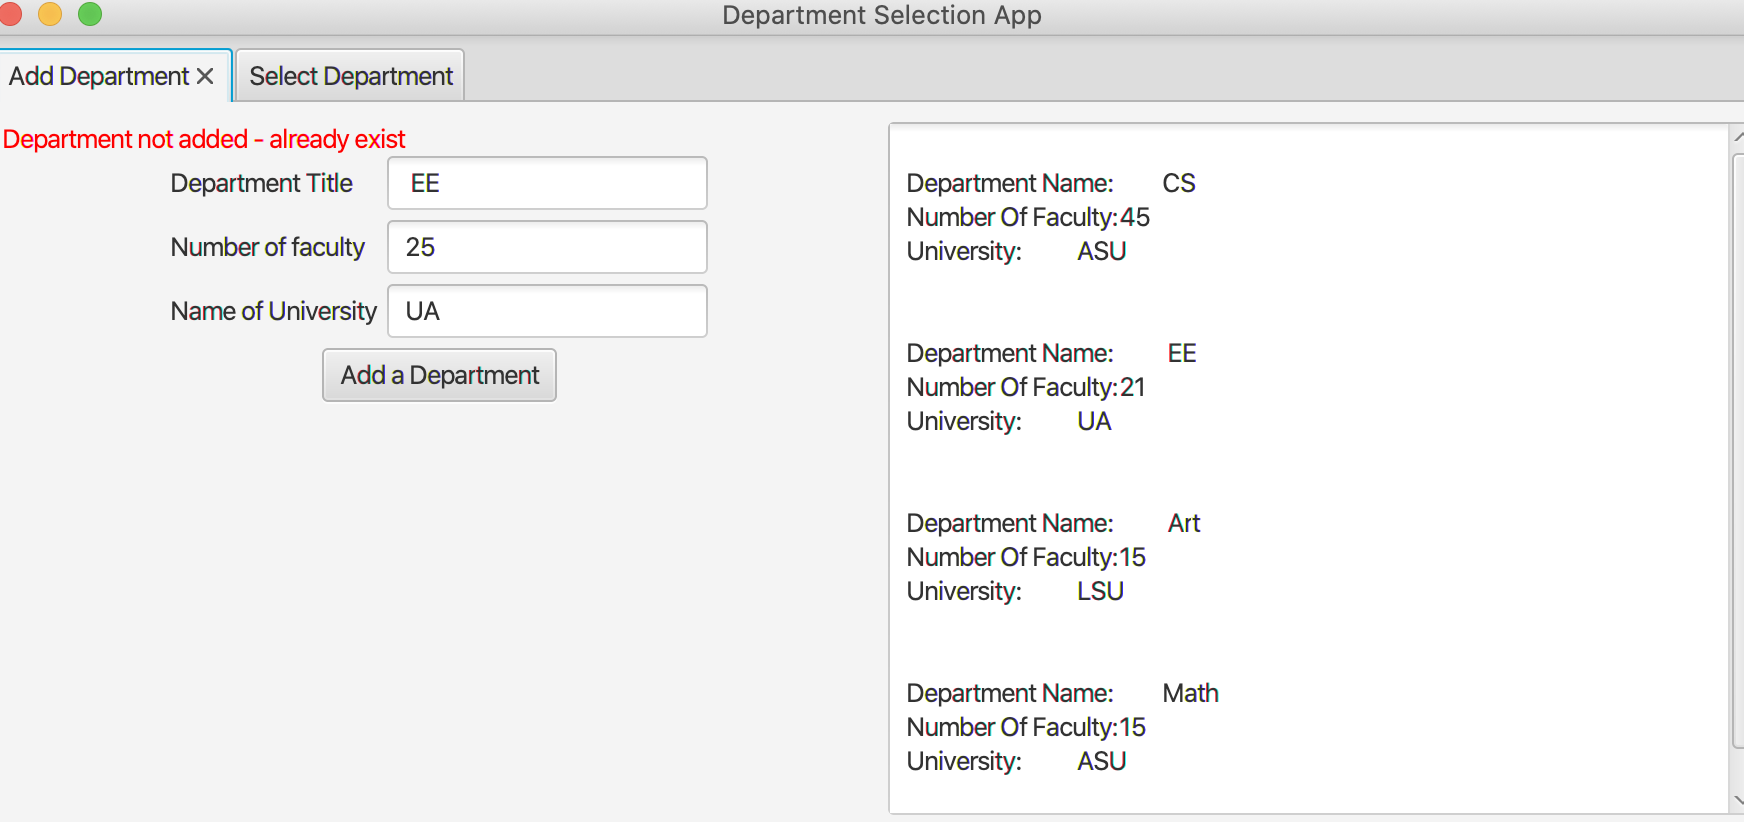 Department Selection App
Add Department
Select Department
Department not added - already exist
Department Title EE
Number of faculty 25
Name of University UA
Add a Department
Department Name: CS
Number Of Faculty:45
University: ASU
Department Name: EE
Number Of Faculty:21
University: UA
Department Name: Art
Number Of Faculty:15
University: LSU
Department Name: Math
Number Of Faculty:15
University: ASU